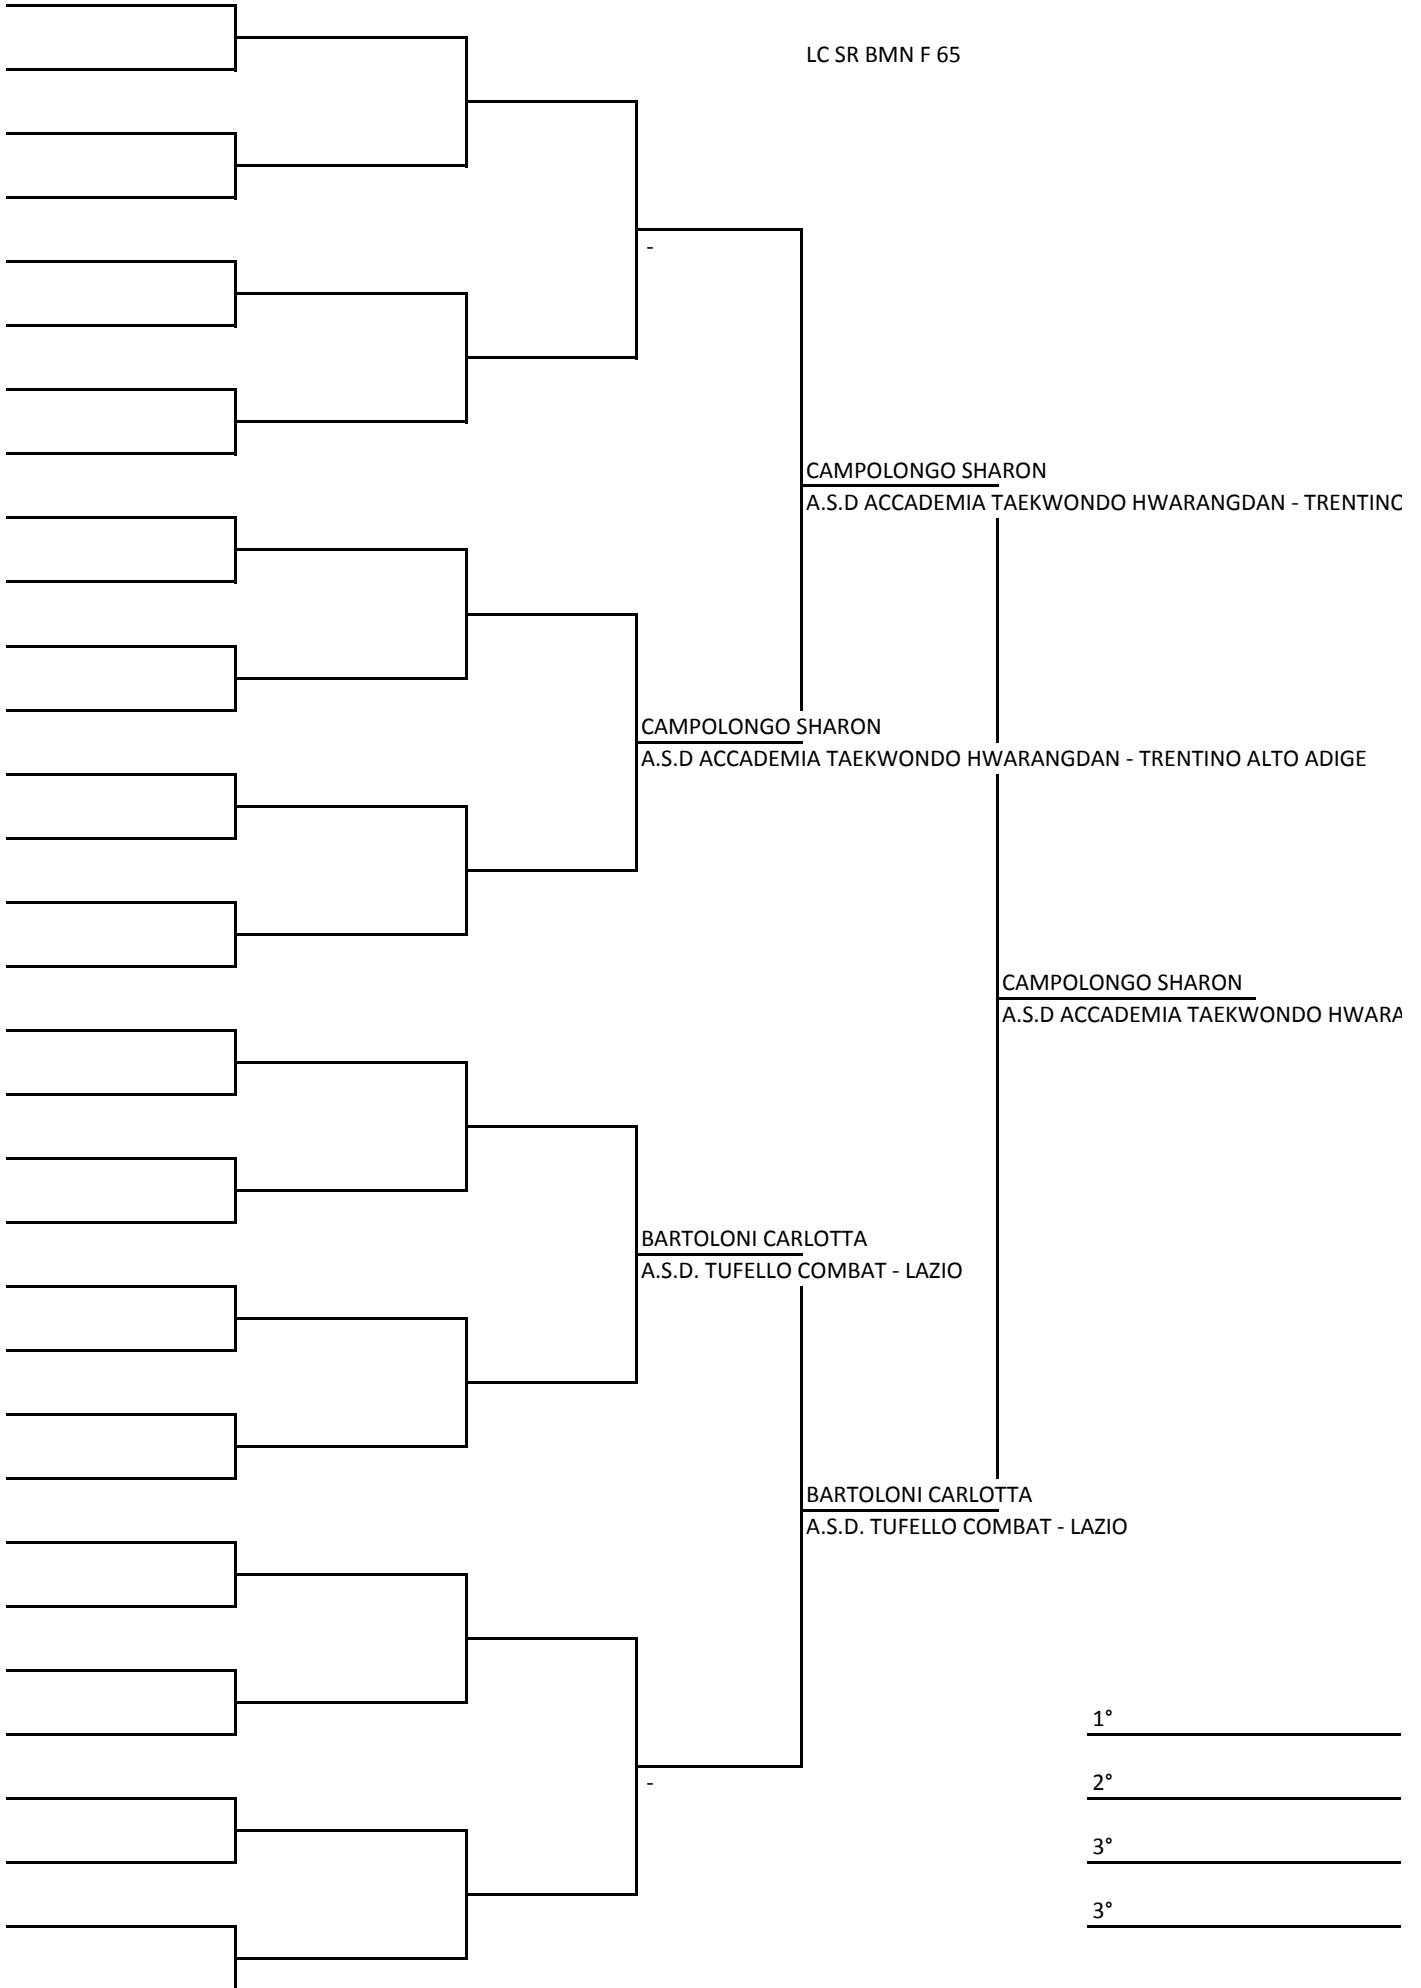 LC SR BMN F 65
-
CAMPOLONGO SHARON
A.S.D ACCADEMIA TAEKWONDO HWARANGDAN - TRENTINO
CAMPOLONGO SHARON
A.S.D ACCADEMIA TAEKWONDO HWARANGDAN - TRENTINO ALTO ADIGE
CAMPOLONGO SHARON
A.S.D ACCADEMIA TAEKWONDO HWARA
BARTOLONI CARLOTTA
A.S.D. TUFELLO COMBAT - LAZIO
BARTOLONI CARLOTTA
A.S.D. TUFELLO COMBAT - LAZIO
1°
-
2°
3°
3°